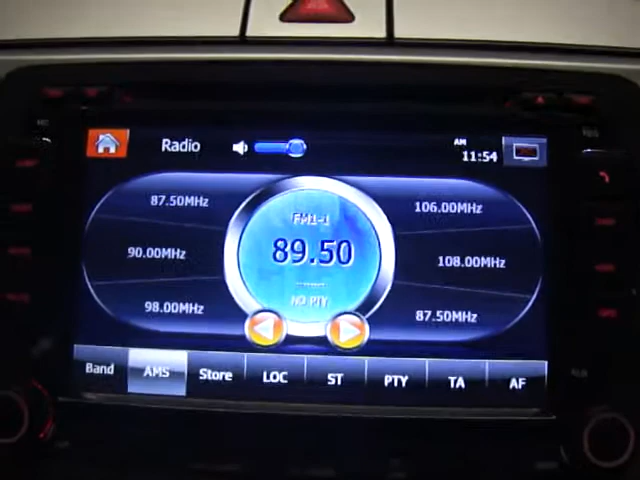 Radio
AM
11:54
87.50MHz
FM1-1
106.00MHz
90.00MHz
89.50
108.00MHz
NO PTY
98.00MHz
87.50MHz
Band AMS Store LOC ST PTY TA AF